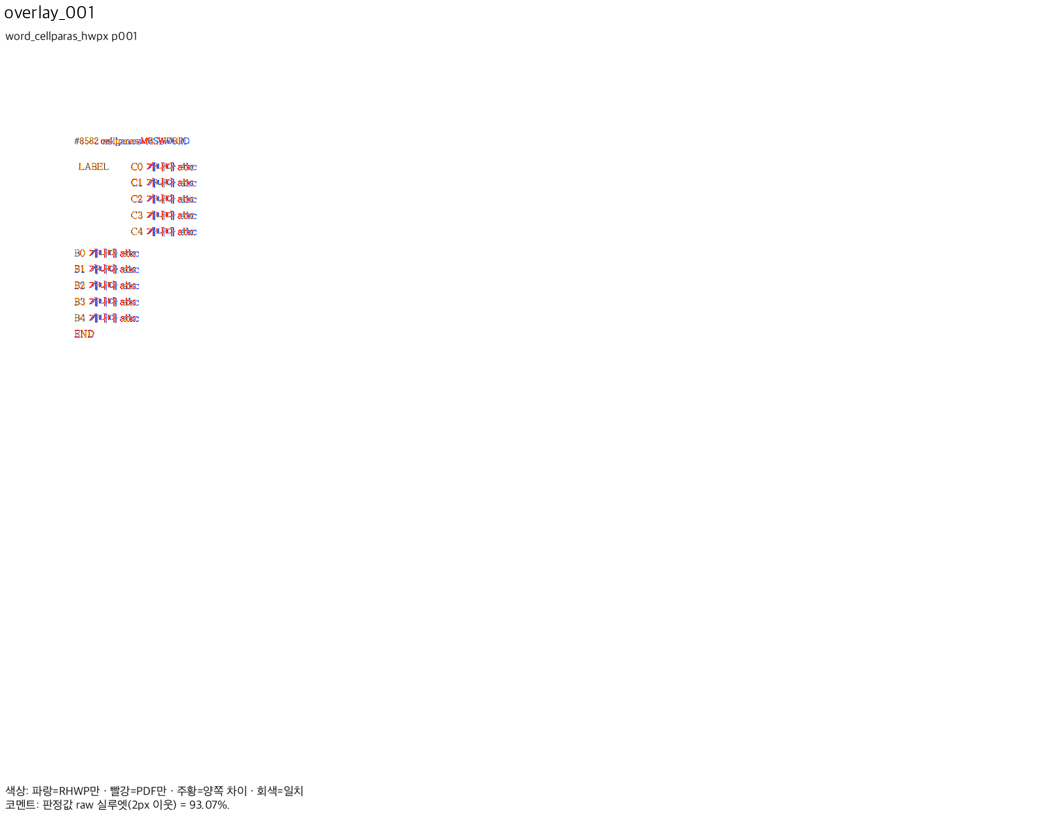 overlay_001
word_cellparas_hwpx p001
#8582
LABEL C0 가나다 abc
C1 가나다 abc
C2 가나다 abc
C3 가나다 abc
C4 가나다 abc
B0 가나다 abc
B1 가나다 abc
B2 가나다 abc
B3 가나다 abc
B4 가나다 abc
END
색상: 파랑=RHWP만 · 빨강=PDF만 · 주황=양쪽 차이 · 회색=일치
코멘트: 판정값 raw 실루엣(2px 이웃) = 93.07%.